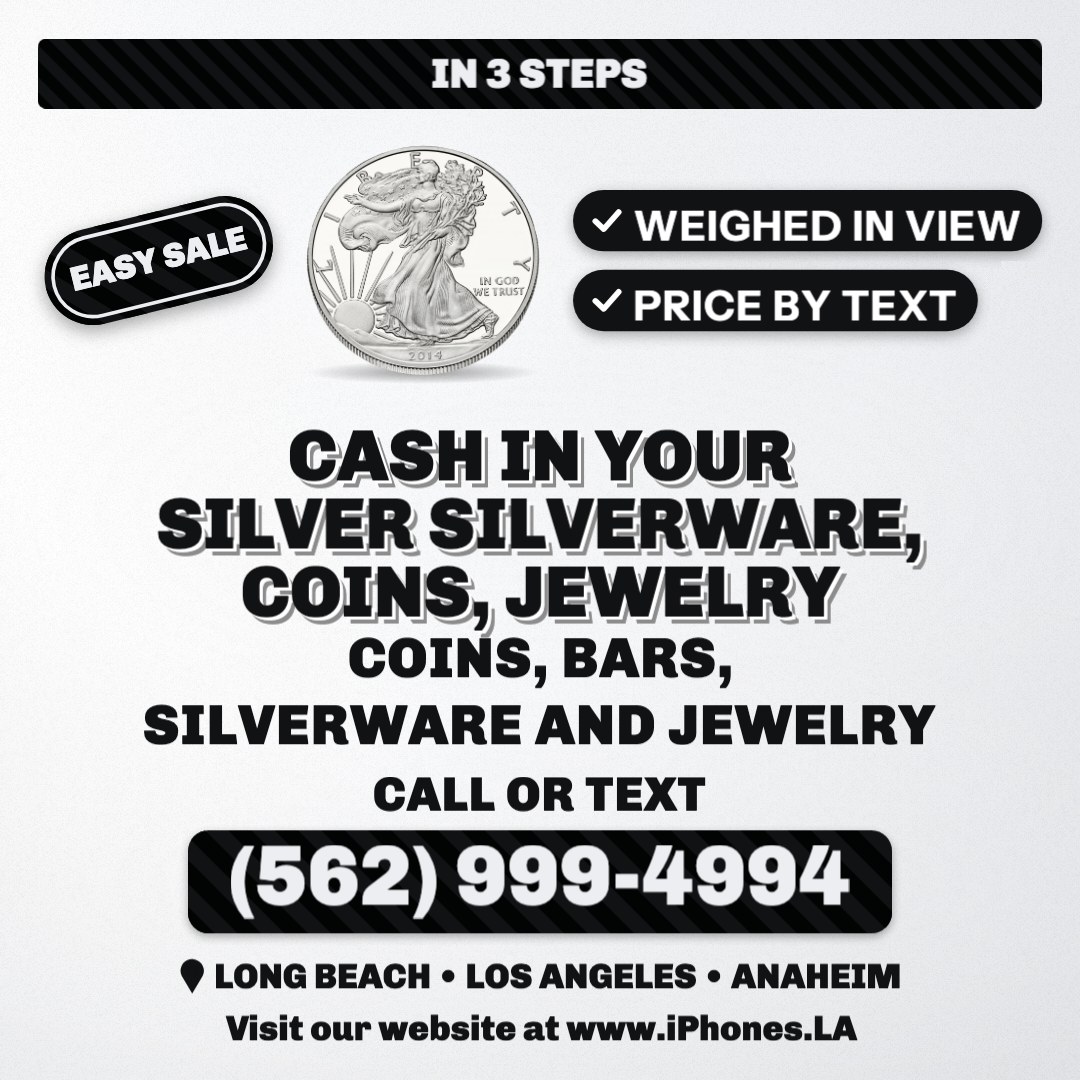 IN 3 STEPS
EASY SALE
LIBERTY
IN GOD
WE TRUST
2014
WEIGHED IN VIEW
PRICE BY TEXT
CASH IN YOUR
SILVER SILVERWARE,
COINS, JEWELRY
COINS, BARS,
SILVERWARE AND JEWELRY
CALL OR TEXT
(562) 999-4994
LONG BEACH • LOS ANGELES • ANAHEIM
Visit our website at www.iPhones.LA